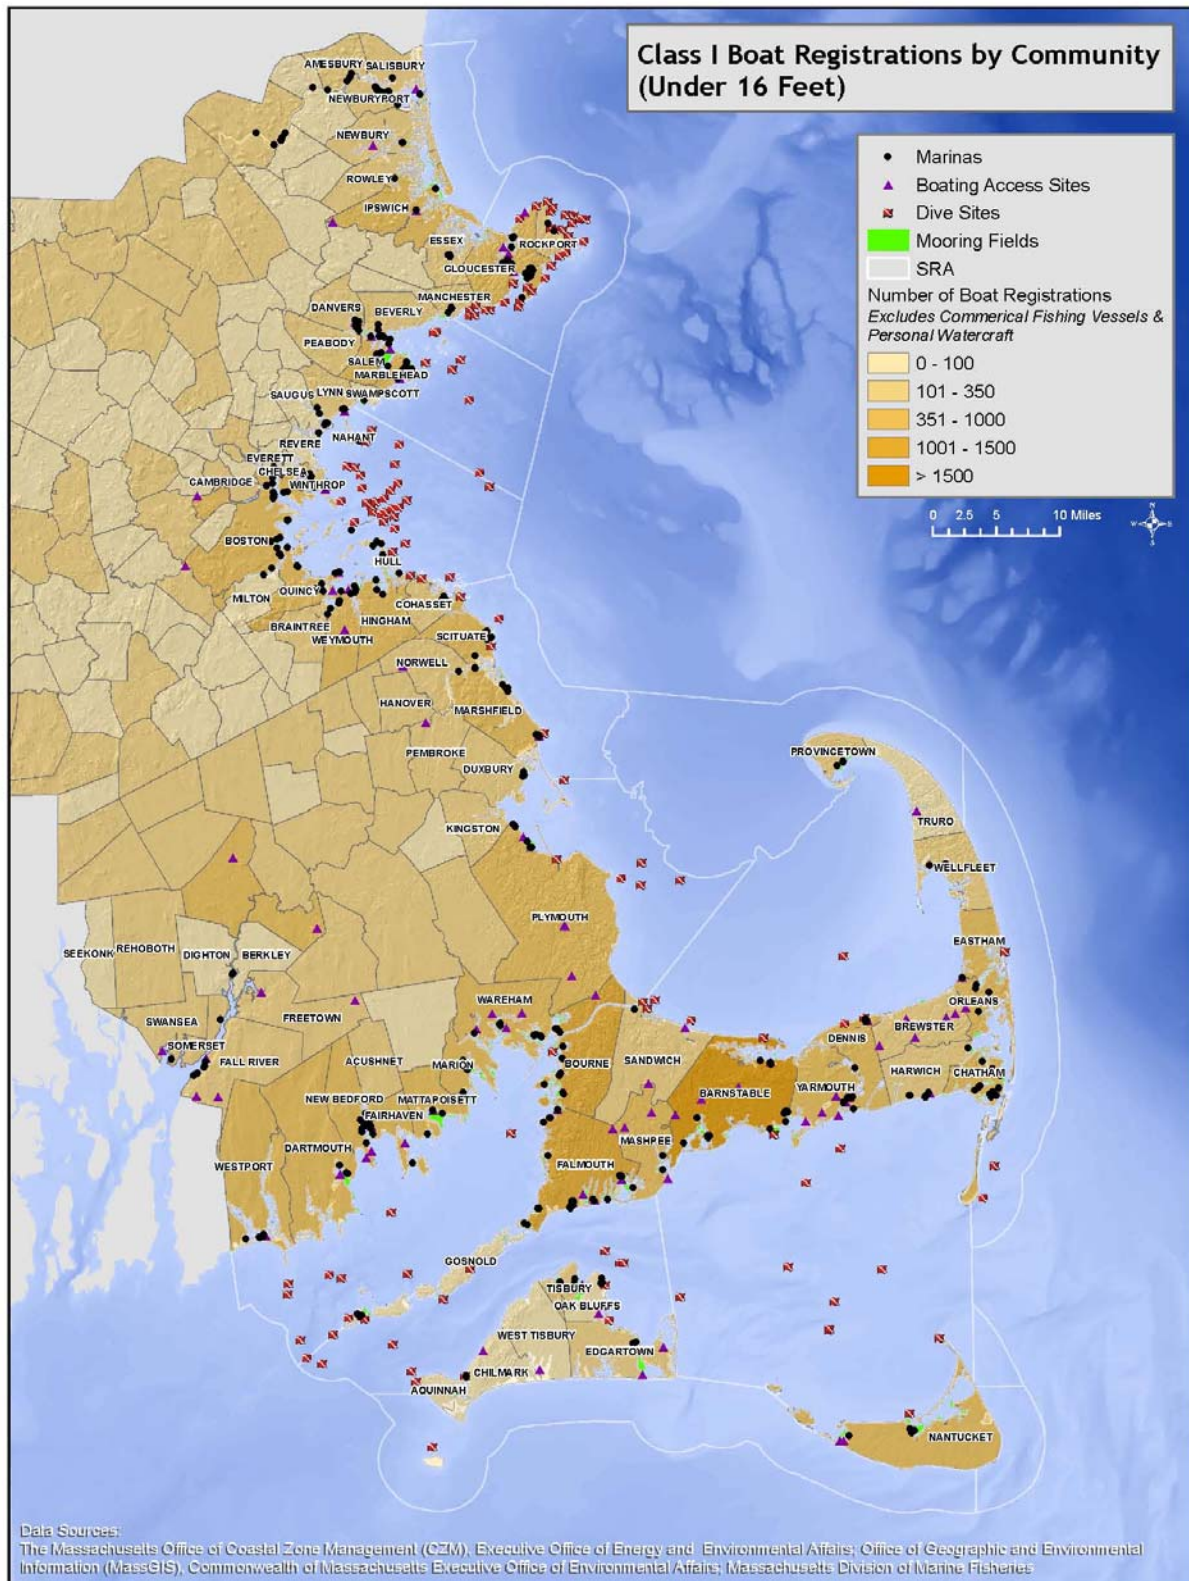 Class I Boat Registrations by Community
(Under 16 Feet)
Marinas
Boating Access Sites
Dive Sites
Mooring Fields
SRA
Number of Boat Registrations
Excludes Commerical Fishing Vessels &
Personal Watercraft
0 - 100
101 - 350
351 - 1000
1001 - 1500
> 1500
0 2.5 5 10 Miles
N
W E
S
AMESBURY SALISBURY
NEWBURYPORT
NEWBURY
ROWLEY
IPSWICH
ESSEX
ROCKPORT
GLOUCESTER
MANCHESTER
DANVERS
BEVERLY
PEABODY
SALEM
MARBLEHEAD
SAUGUS LYNN SWAMPSCOTT
NAHANT
REVERE
EVERETT
CHELSEA
CAMBRIDGE
WINTHROP
BOSTON
HULL
MILTON
QUINCY
COHASSET
BRAINTREE
HINGHAM
WEYMOUTH
SCITUATE
NORWELL
HANOVER
MARSHFIELD
PEMBROKE
DUXBURY
PROVINCETOWN
TRURO
KINGSTON
WELLFLEET
PLYMOUTH
EASTHAM
SEEKONK
REHOBOTH
DIGHTON
BERKLEY
WAREHAM
ORLEANS
SWANSEA
FREETOWN
BREWSTER
DENNIS
SOMERSET
FALL RIVER
ACUSHNET
MARION
BOURNE
SANDWICH
HARWICH
CHATHAM
NEW BEDFORD
MATTAPOISETT
BARNSTABLE
YARMOUTH
FAIRHAVEN
DARTMOUTH
MASHPEE
WESTPORT
FALMOUTH
GOSNOLD
TISBURY
OAK BLUFFS
WEST TISBURY
EDGARTOWN
CHILMARK
AQUINNAH
NANTUCKET
Data Sources:
The Massachusetts Office of Coastal Zone Management (CZM), Executive Office of Energy and Environmental Affairs; Office of Geographic and Environmental
Information (MassGIS), Commonwealth of Massachusetts Executive Office of Environmental Affairs; Massachusetts Division of Marine Fisheries